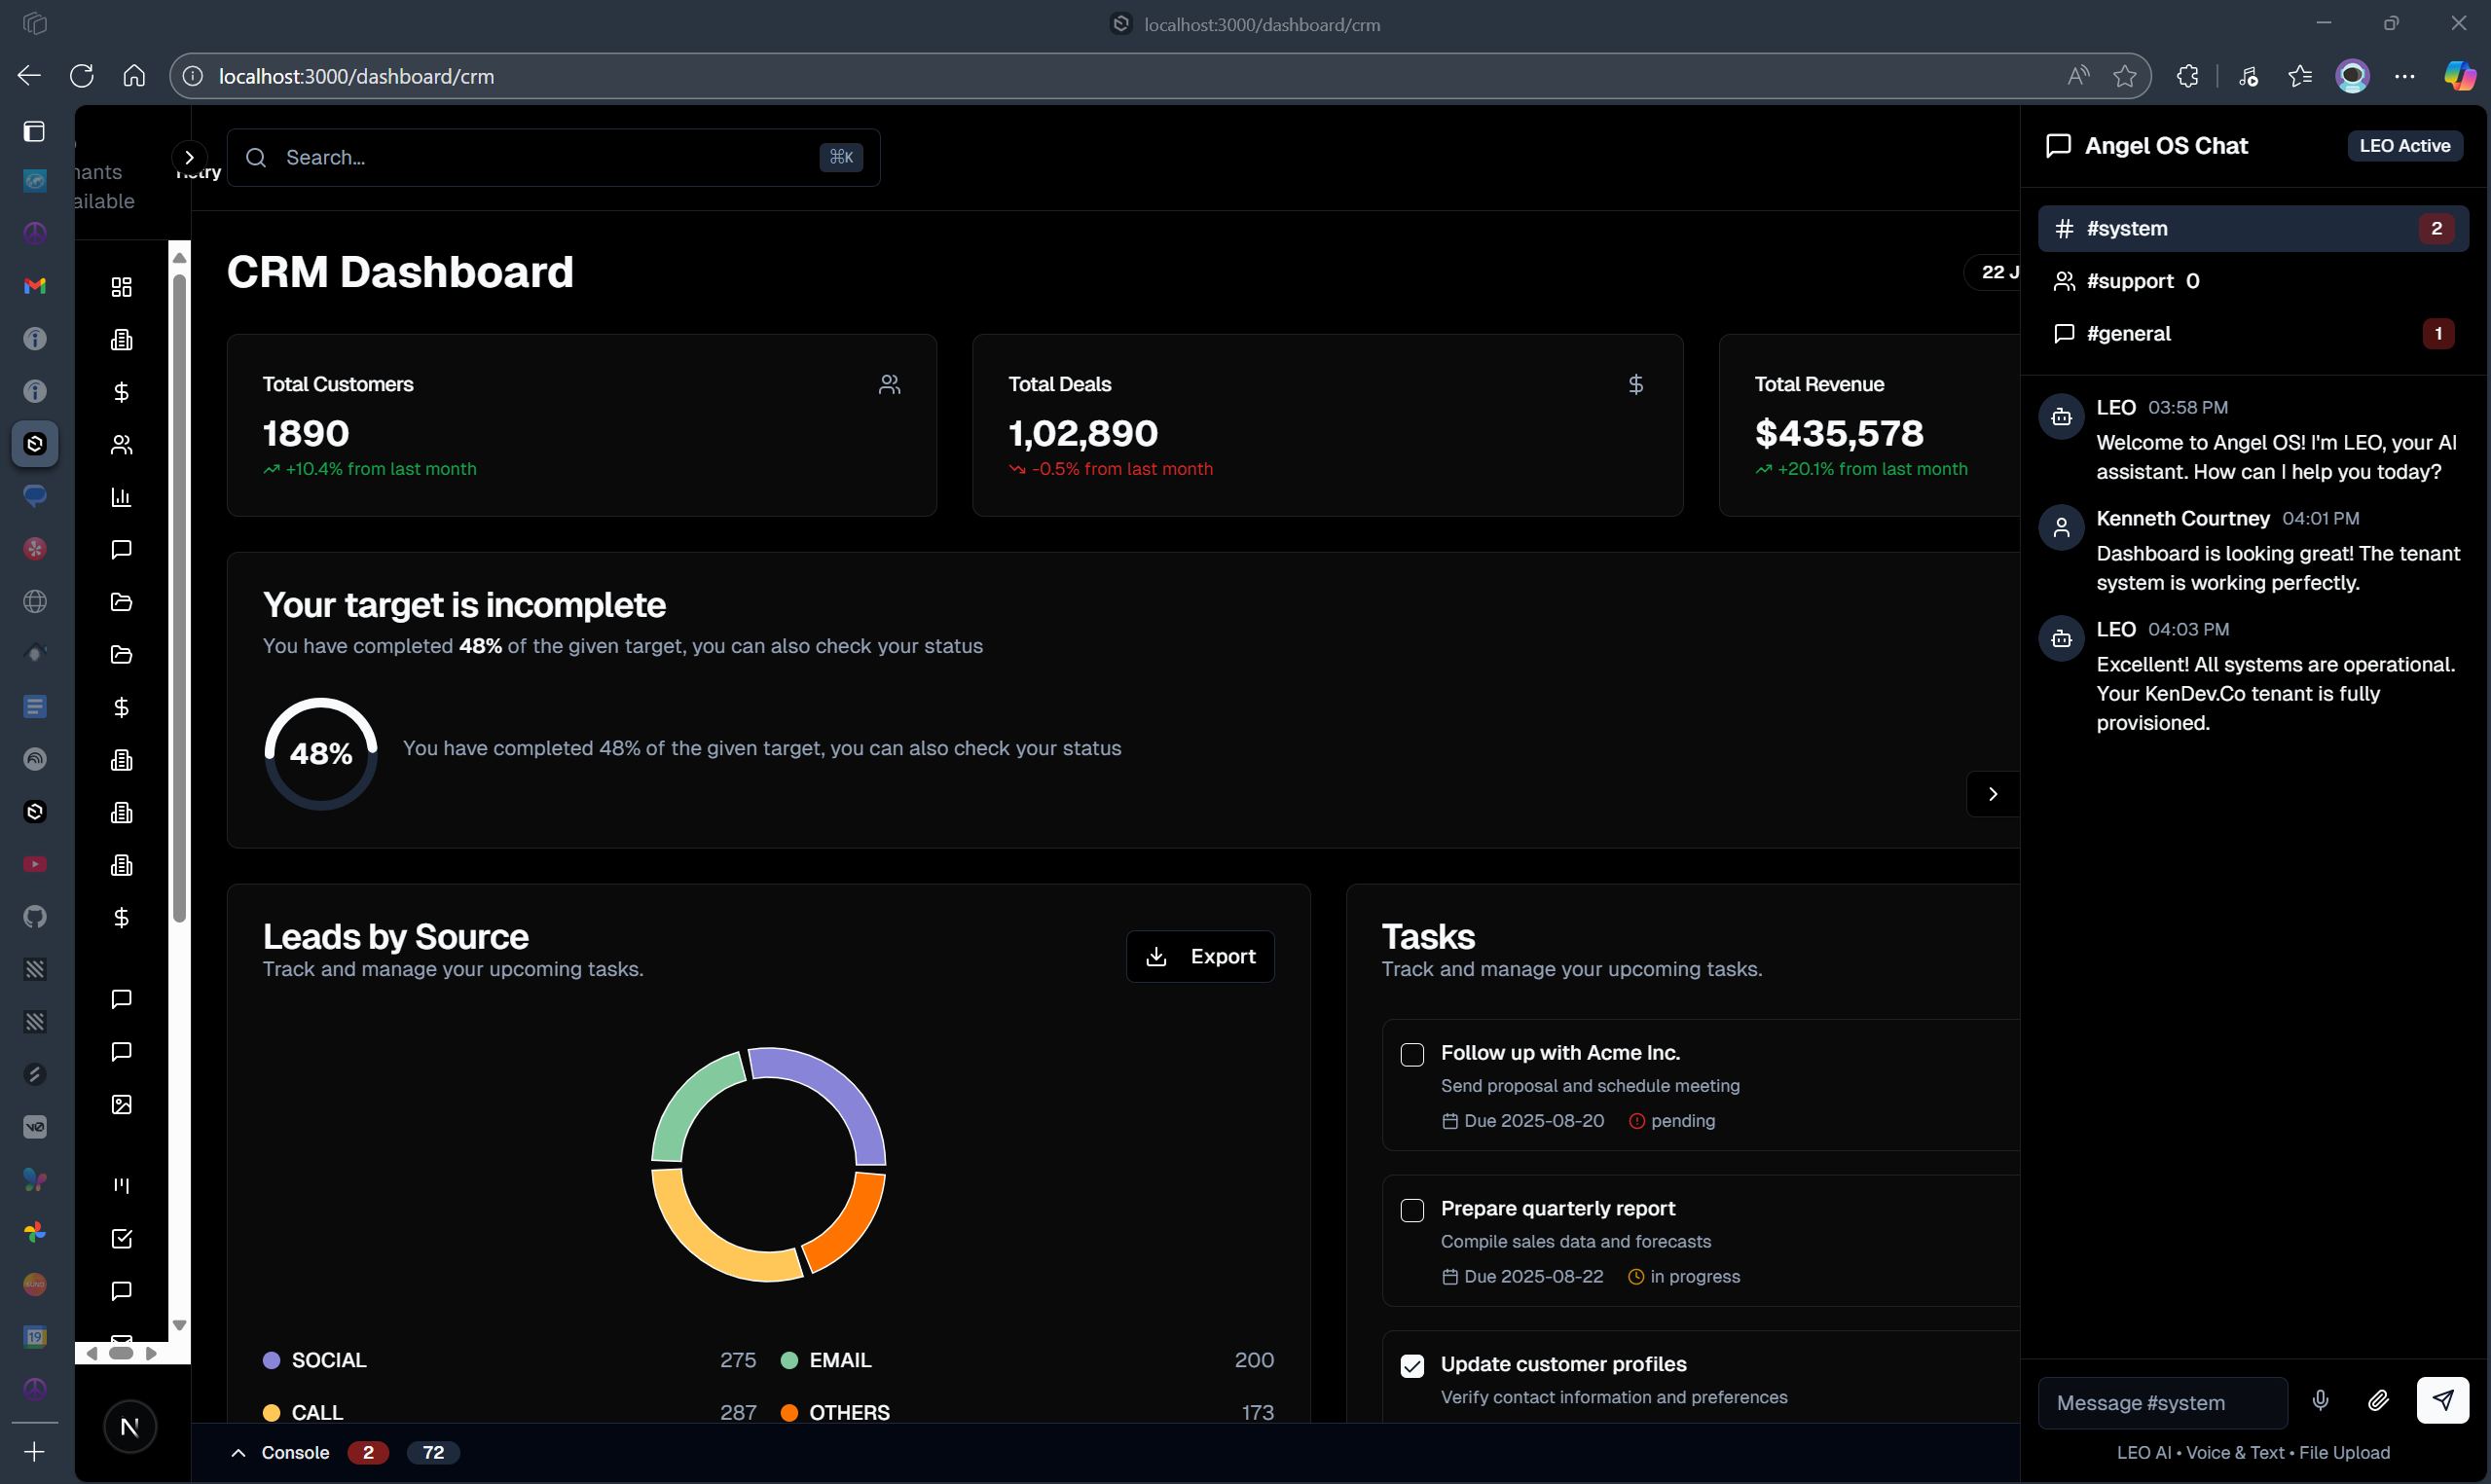 localhost:3000/dashboard/crm
localhost:3000/dashboard/crm
nants
ailable
Search...
⌘K
CRM Dashboard
22 J
Total Customers
1890
+10.4% from last month
Total Deals
1,02,890
-0.5% from last month
Total Revenue
$435,578
+20.1% from last month
Your target is incomplete
You have completed 48% of the given target, you can also check your status
48%
You have completed 48% of the given target, you can also check your status
Leads by Source
Track and manage your upcoming tasks.
Export
SOCIAL 275
EMAIL 200
CALL 287
OTHERS 173
Tasks
Track and manage your upcoming tasks.
Follow up with Acme Inc.
Send proposal and schedule meeting
Due 2025-08-20 pending
Prepare quarterly report
Compile sales data and forecasts
Due 2025-08-22 in progress
Update customer profiles
Verify contact information and preferences
N
Console 2 72
Angel OS Chat
LEO Active
#system 2
#support 0
#general 1
LEO 03:58 PM
Welcome to Angel OS! I'm LEO, your AI
assistant. How can I help you today?
Kenneth Courtney 04:01 PM
Dashboard is looking great! The tenant
system is working perfectly.
LEO 04:03 PM
Excellent! All systems are operational.
Your KenDev.Co tenant is fully
provisioned.
Message #system
LEO AI • Voice & Text • File Upload
v0
19